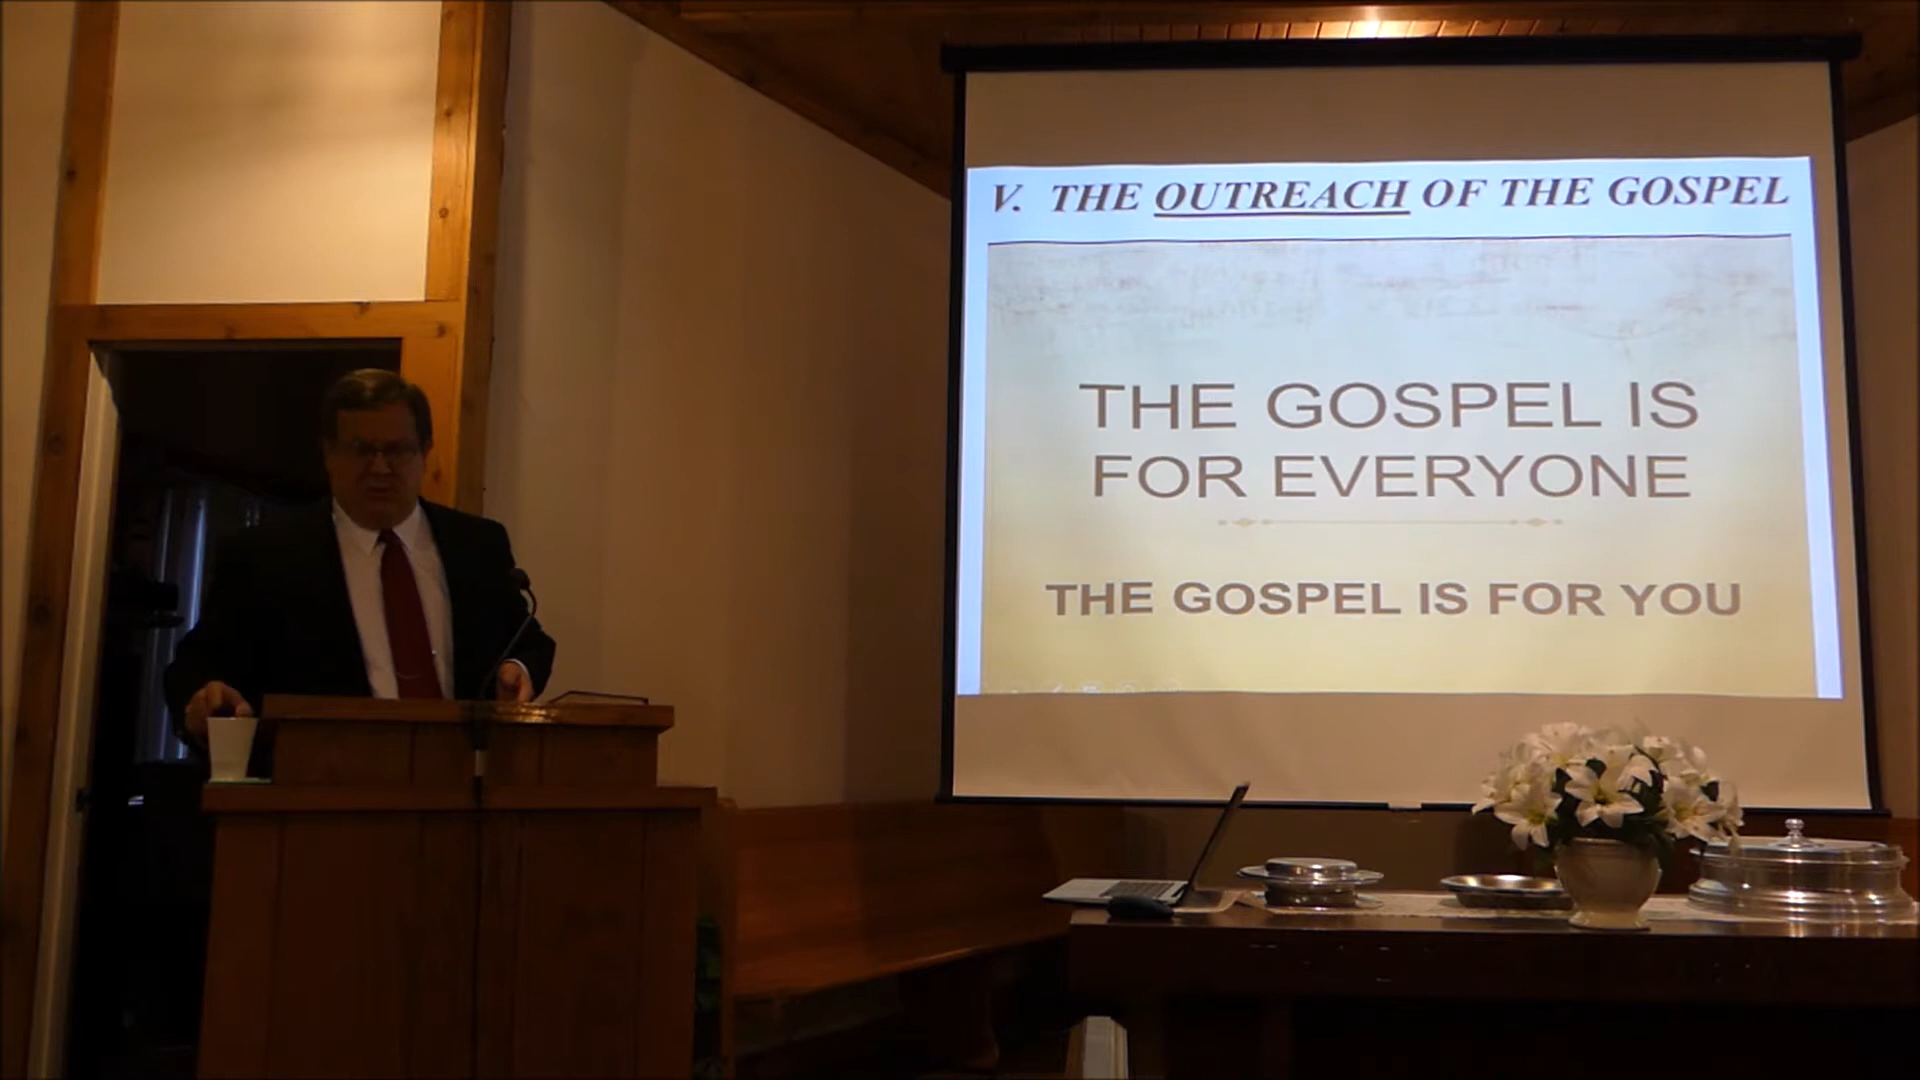 V. THE OUTREACH OF THE GOSPEL
THE GOSPEL IS
FOR EVERYONE
THE GOSPEL IS FOR YOU